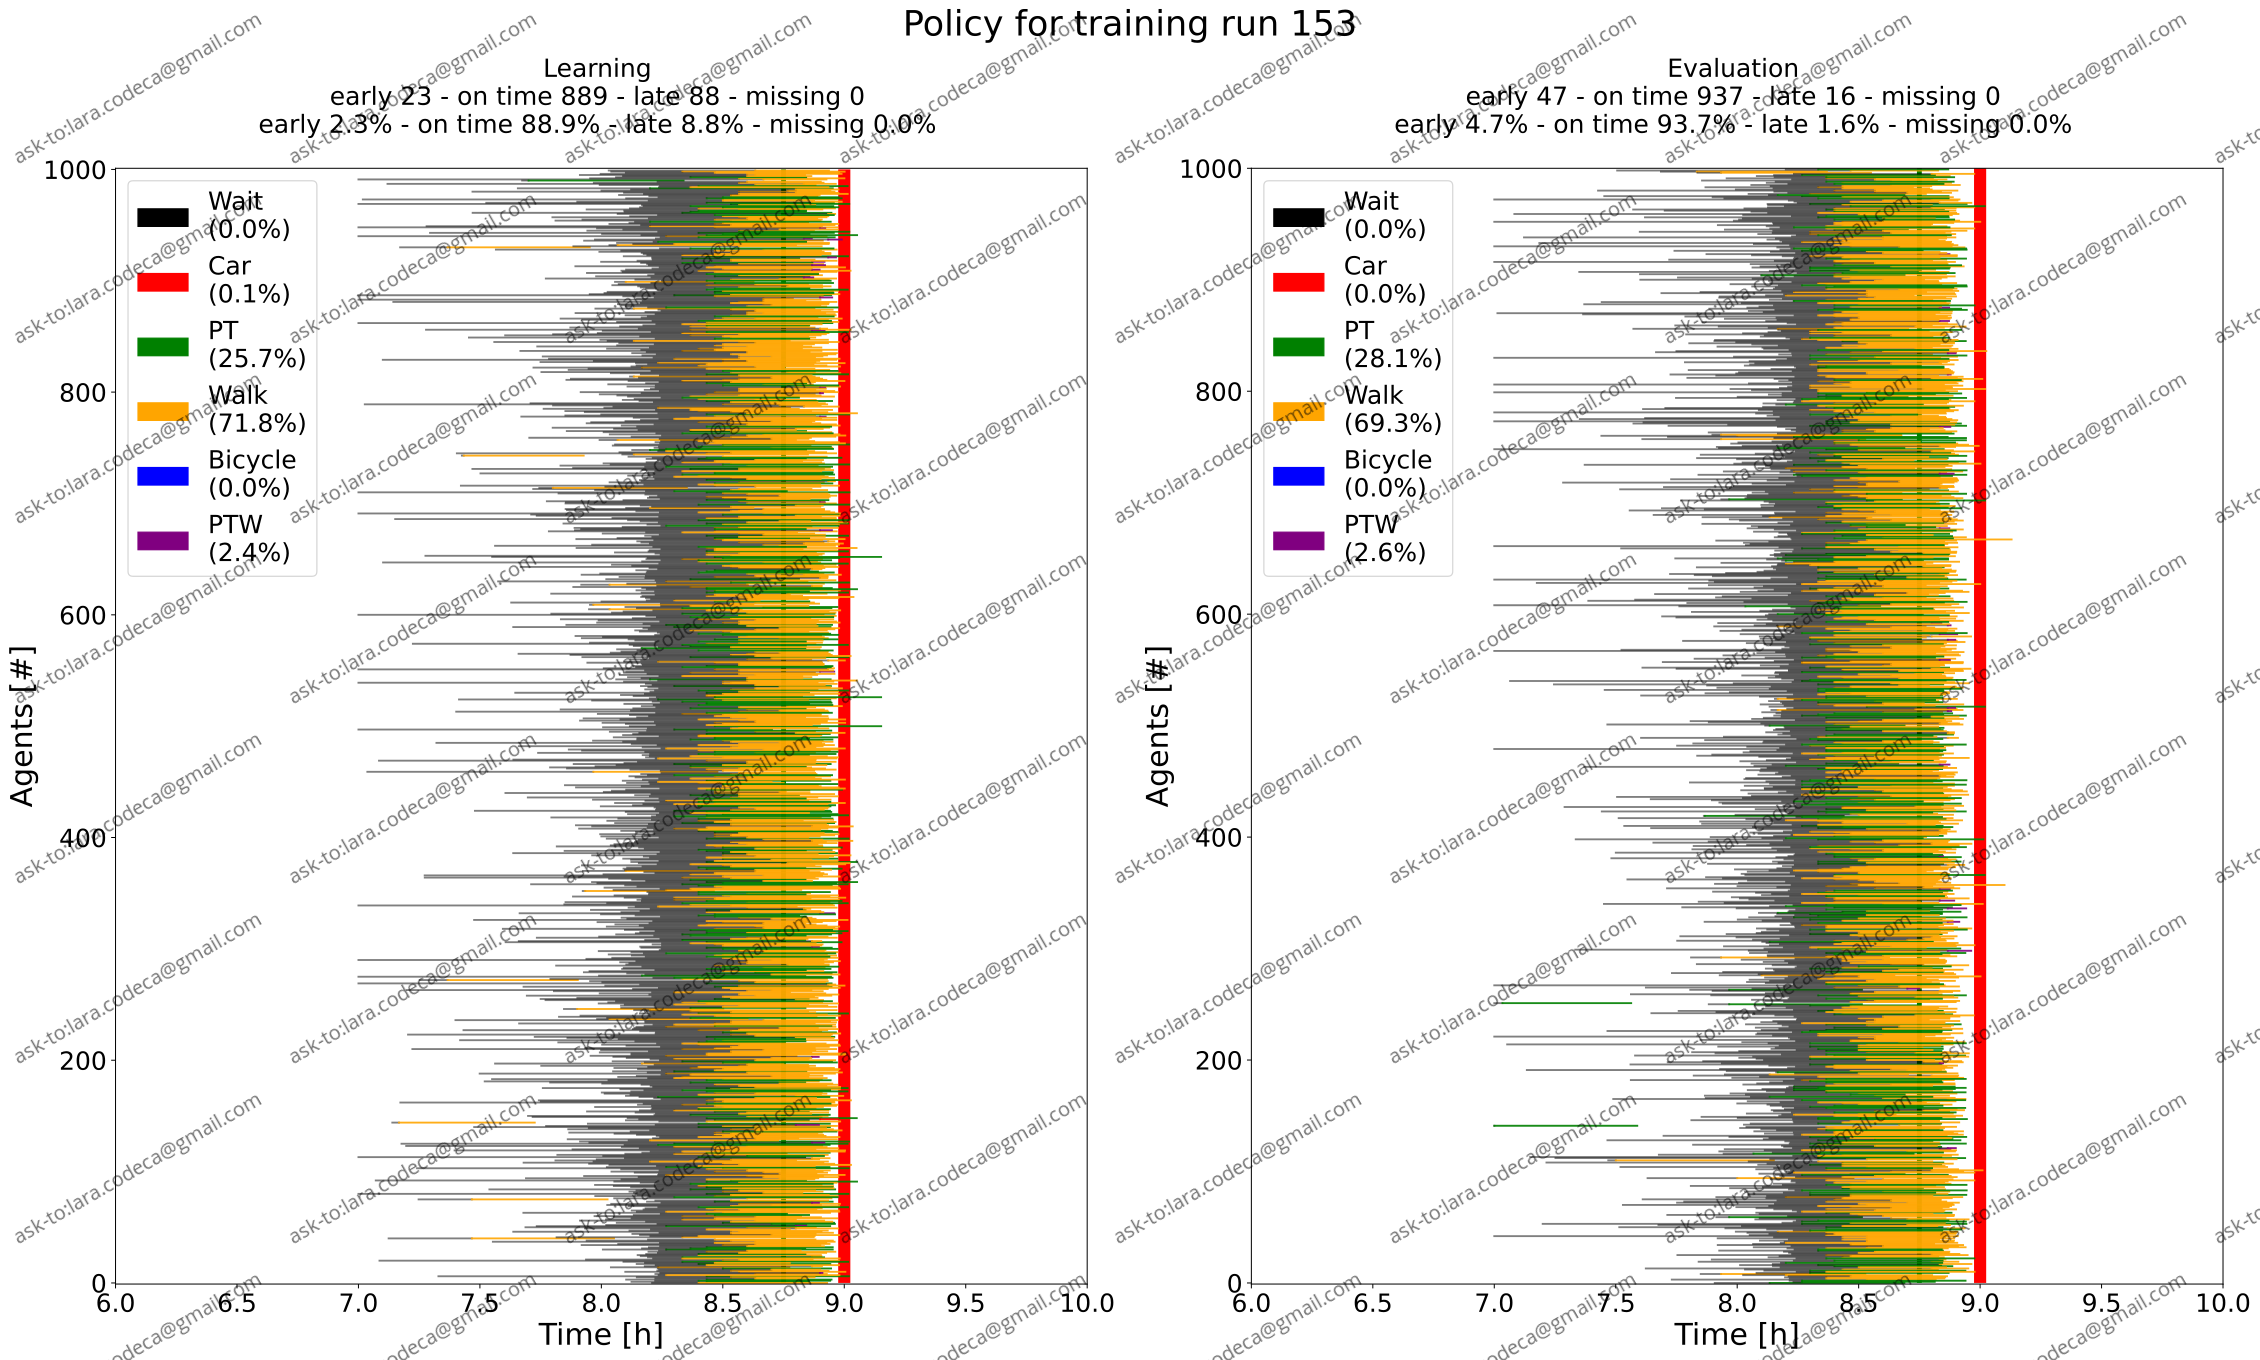 Policy for training run 153
Learning
early 23 - on time 889 - late 88 - missing 0
early 2.3% - on time 88.9% - late 8.8% - missing 0.0%
1000
800
600
400
200
0
Agents [#]
Wait
(0.0%)
Car
(0.1%)
PT
(25.7%)
Walk
(71.8%)
Bicycle
(0.0%)
PTW
(2.4%)
6.0 6.5 7.0 7.5 8.0 8.5 9.0 9.5 10.0
Time [h]
Evaluation
early 47 - on time 937 - late 16 - missing 0
early 4.7% - on time 93.7% - late 1.6% - missing 0.0%
1000
800
600
400
200
0
Agents [#]
Wait
(0.0%)
Car
(0.0%)
PT
(28.1%)
Walk
(69.3%)
Bicycle
(0.0%)
PTW
(2.6%)
6.0 6.5 7.0 7.5 8.0 8.5 9.0 9.5 10.0
Time [h]
ask-to:lara.codeca@gmail.com